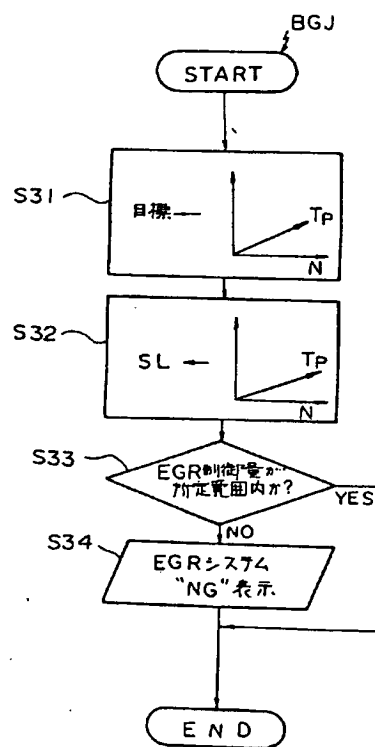 BGJ
START
S31
目標
TP
N
S32
SL
TP
N
S33
EGR制御量が
所定範囲内か?
YES
NO
S34
EGRシステム
"NG"表示
END